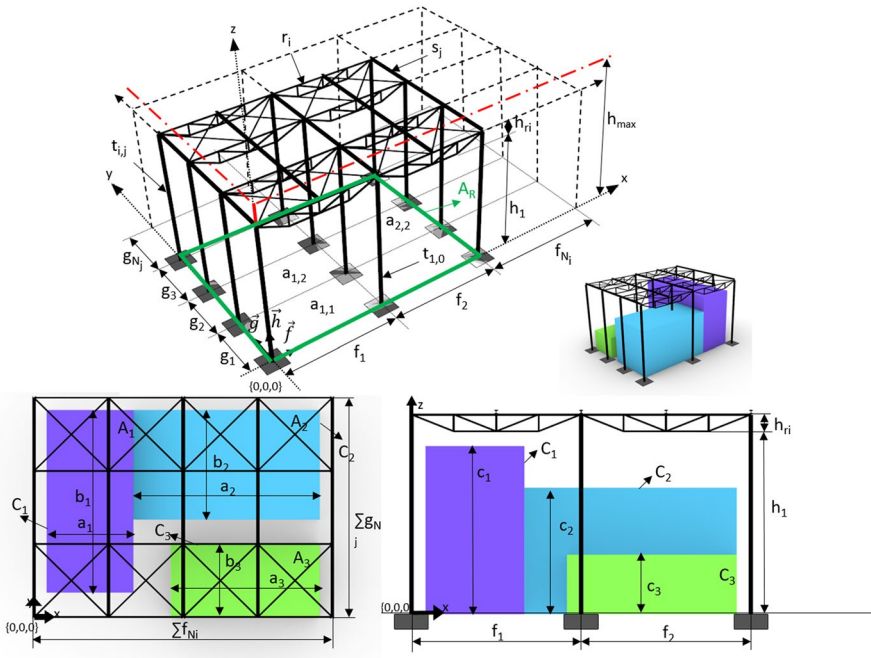 z
r_i
s_j
h_ri
h_max
t_i,j
y
x
A_R
a_2,2
h_1
g_Nj
f_Ni
g_3
a_1,2
t_1,0
g_2
a_1,1
f_2
g⃗
h⃗
f⃗
g_1
f_1
{0,0,0}
A_1
A_2
C_2
b_2
b_1
a_2
C_1
a_1
∑g_N
j
C_3
b_3
A_3
a_3
x
{0,0,0}
∑f_Ni
z
h_ri
C_1
c_1
C_2
h_1
c_2
c_3
C_3
{0,0,0}
x
f_1
f_2